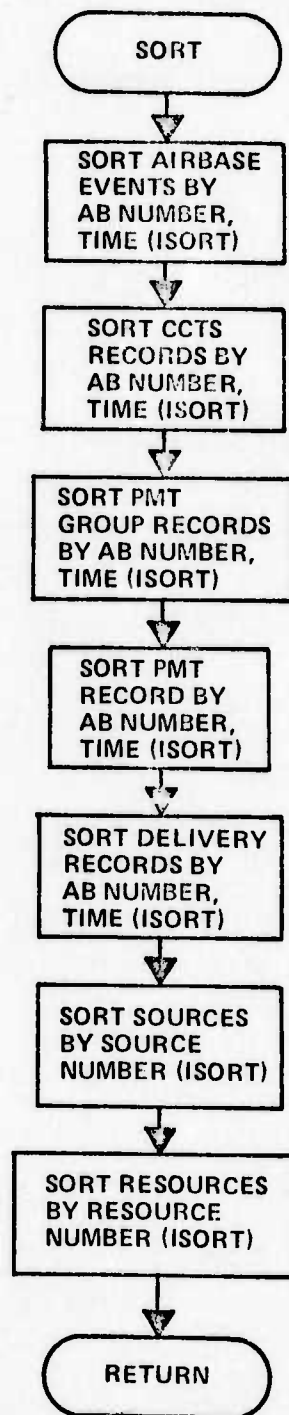 SORT
SORT AIRBASE
EVENTS BY
AB NUMBER,
TIME (ISORT)
SORT CCTS
RECORDS BY
AB NUMBER,
TIME (ISORT)
SORT PMT
GROUP RECORDS
BY AB NUMBER,
TIME (ISORT)
SORT PMT
RECORD BY
AB NUMBER,
TIME (ISORT)
SORT DELIVERY
RECORDS BY
AB NUMBER,
TIME (ISORT)
SORT SOURCES
BY SOURCE
NUMBER (ISORT)
SORT RESOURCES
BY RESOURCE
NUMBER (ISORT)
RETURN